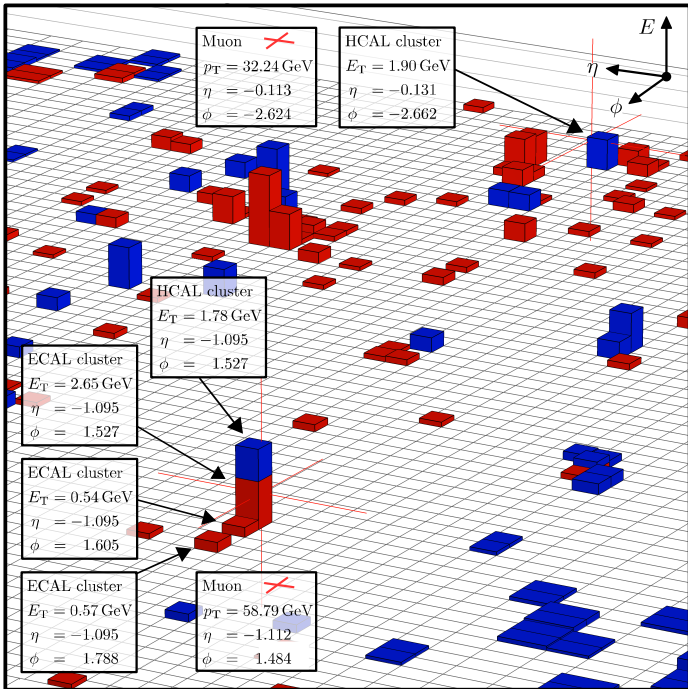 Muon
p_T = 32.24 GeV
η = −0.113
ϕ = −2.624
HCAL cluster
E_T = 1.90 GeV
η = −0.131
ϕ = −2.662
E
η
ϕ
HCAL cluster
E_T = 1.78 GeV
η = −1.095
ϕ = 1.527
ECAL cluster
E_T = 2.65 GeV
η = −1.095
ϕ = 1.527
ECAL cluster
E_T = 0.54 GeV
η = −1.095
ϕ = 1.605
ECAL cluster
E_T = 0.57 GeV
η = −1.095
ϕ = 1.788
Muon
p_T = 58.79 GeV
η = −1.112
ϕ = 1.484